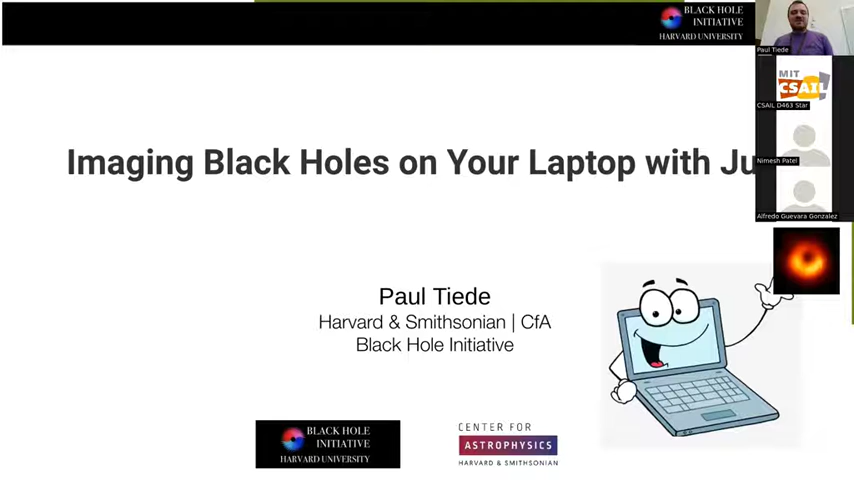 BLACK HOLE
INITIATIVE
HARVARD UNIVERSITY
Paul Tiede
MIT
CSAIL
CSAIL D463 Star
Nimesh Patel
Alfredo Guevara Gonzalez
Imaging Black Holes on Your Laptop with Ju
Paul Tiede
Harvard & Smithsonian | CfA
Black Hole Initiative
BLACK HOLE
INITIATIVE
HARVARD UNIVERSITY
CENTER FOR
ASTROPHYSICS
HARVARD & SMITHSONIAN